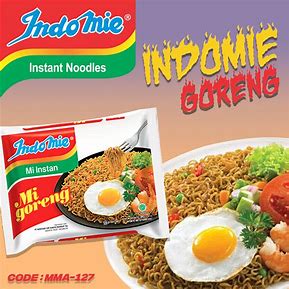 Indomie
Instant Noodles
INDOMIE
GORENG
Indomie
Mi instan
Mi goreng
CODE : MMA-127